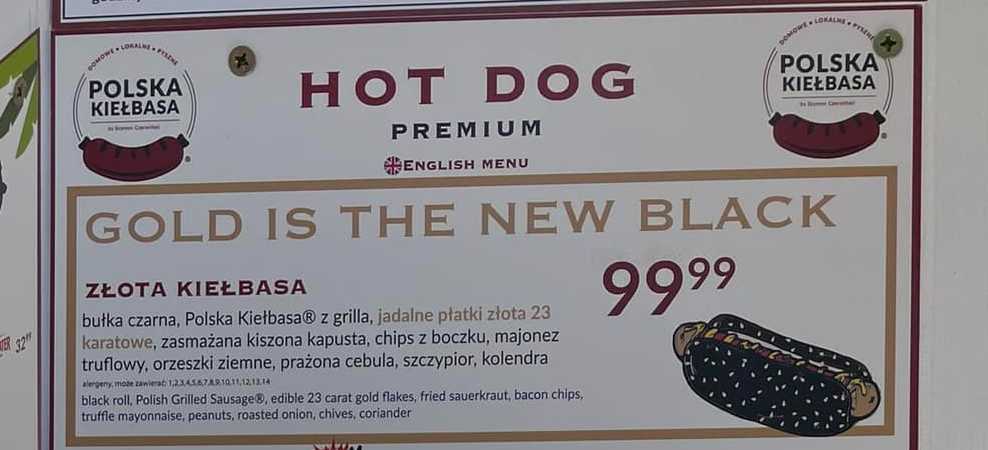 DOMOWE • LOKALNE • PYSZNE
POLSKA
KIEŁBASA
®
DOMOWE • LOKALNE • PYSZNE
POLSKA
KIEŁBASA
®
HOT DOG
PREMIUM
ENGLISH MENU
GOLD IS THE NEW BLACK
ZŁOTA KIEŁBASA
99⁹⁹
bułka czarna, Polska Kiełbasa® z grilla, jadalne płatki złota 23
karatowe, zasmażana kiszona kapusta, chips z boczku, majonez
truflowy, orzeszki ziemne, prażona cebula, szczypior, kolendra
alergeny, może zawierać: 1,2,3,4,5,6,7,8,9,10,11,12,13,14
black roll, Polish Grilled Sausage®, edible 23 carat gold flakes, fried sauerkraut, bacon chips,
truffle mayonnaise, peanuts, roasted onion, chives, coriander